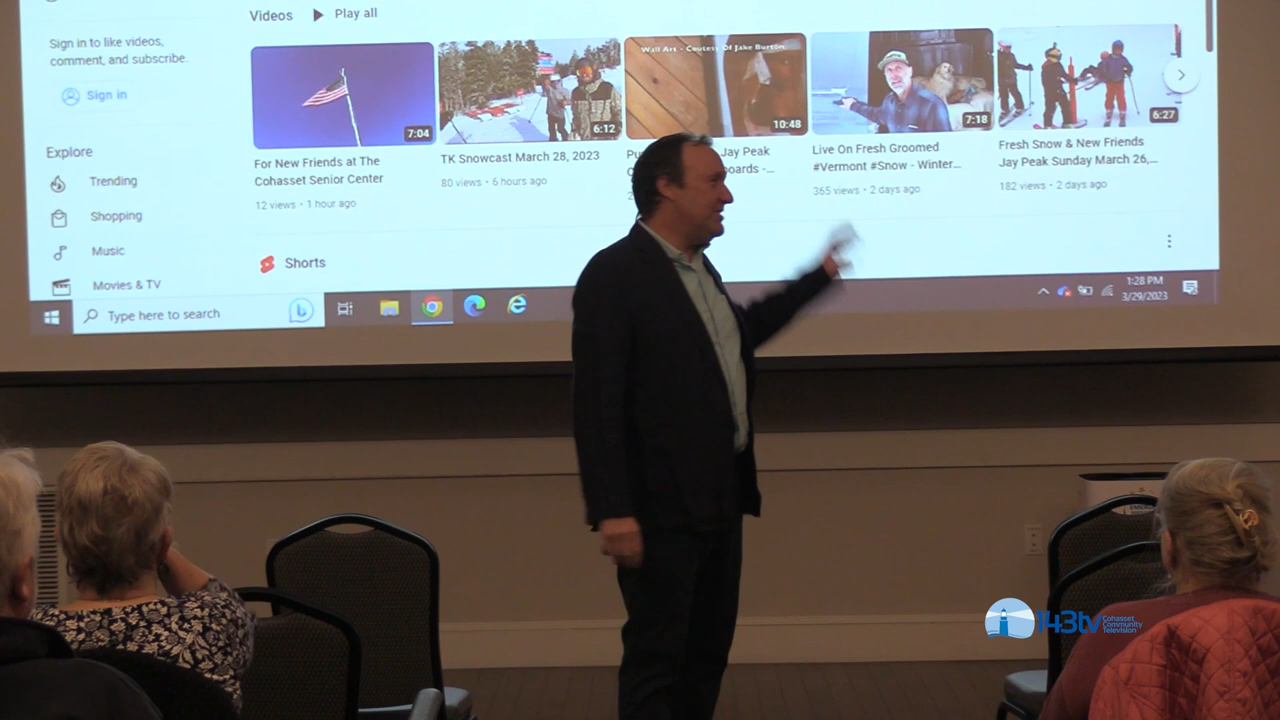 Videos
Play all
Sign in to like videos,
comment, and subscribe.
Sign in
Explore
Trending
Shopping
Music
Movies & TV
7:04
For New Friends at The
Cohasset Senior Center
12 views • 1 hour ago
6:12
TK Snowcast March 28, 2023
80 views • 6 hours ago
Wall Art - Coutesy Of Jake Burton
10:48
Jay Peak
7:18
Live On Fresh Groomed
#Vermont #Snow - Winter...
365 views • 2 days ago
6:27
Fresh Snow & New Friends
Jay Peak Sunday March 26,...
182 views • 2 days ago
Shorts
Type here to search
1:28 PM
3/29/2023
143tv
Cohasset
Community
Television